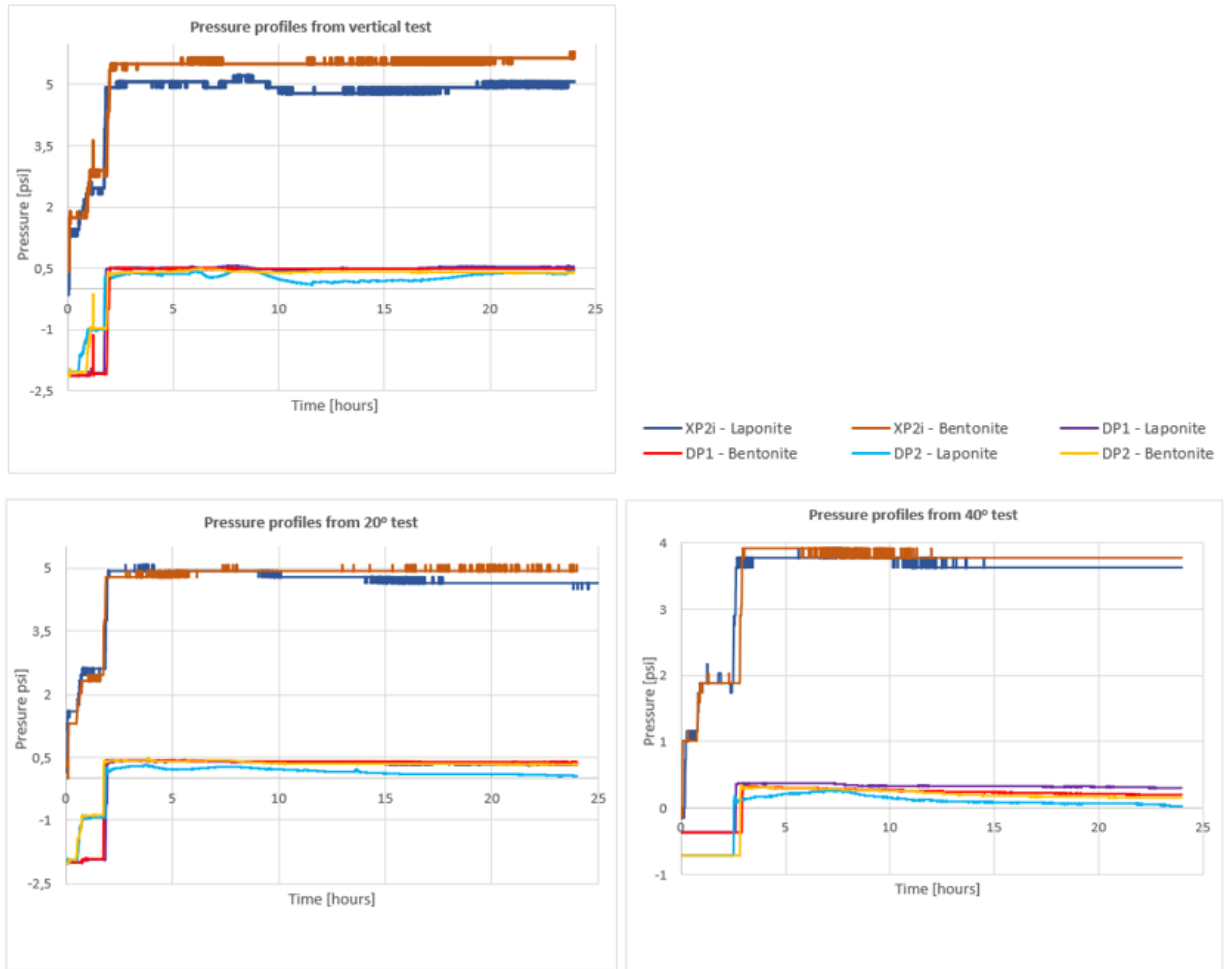 Pressure profiles from vertical test
5
3,5
2
0,5
-1
-2,5
0
5
10
15
20
25
Pressure [psi]
Time [hours]
XP2i - Laponite
XP2i - Bentonite
DP1 - Laponite
DP1 - Bentonite
DP2 - Laponite
DP2 - Bentonite
Pressure profiles from 20º test
5
3,5
2
0,5
-1
-2,5
0
5
10
15
20
25
Presure psi]
Time [hours]
Pressure profiles from 40º test
4
3
2
1
0
-1
0
5
10
15
20
25
Pressure [psi]
Time [hours]